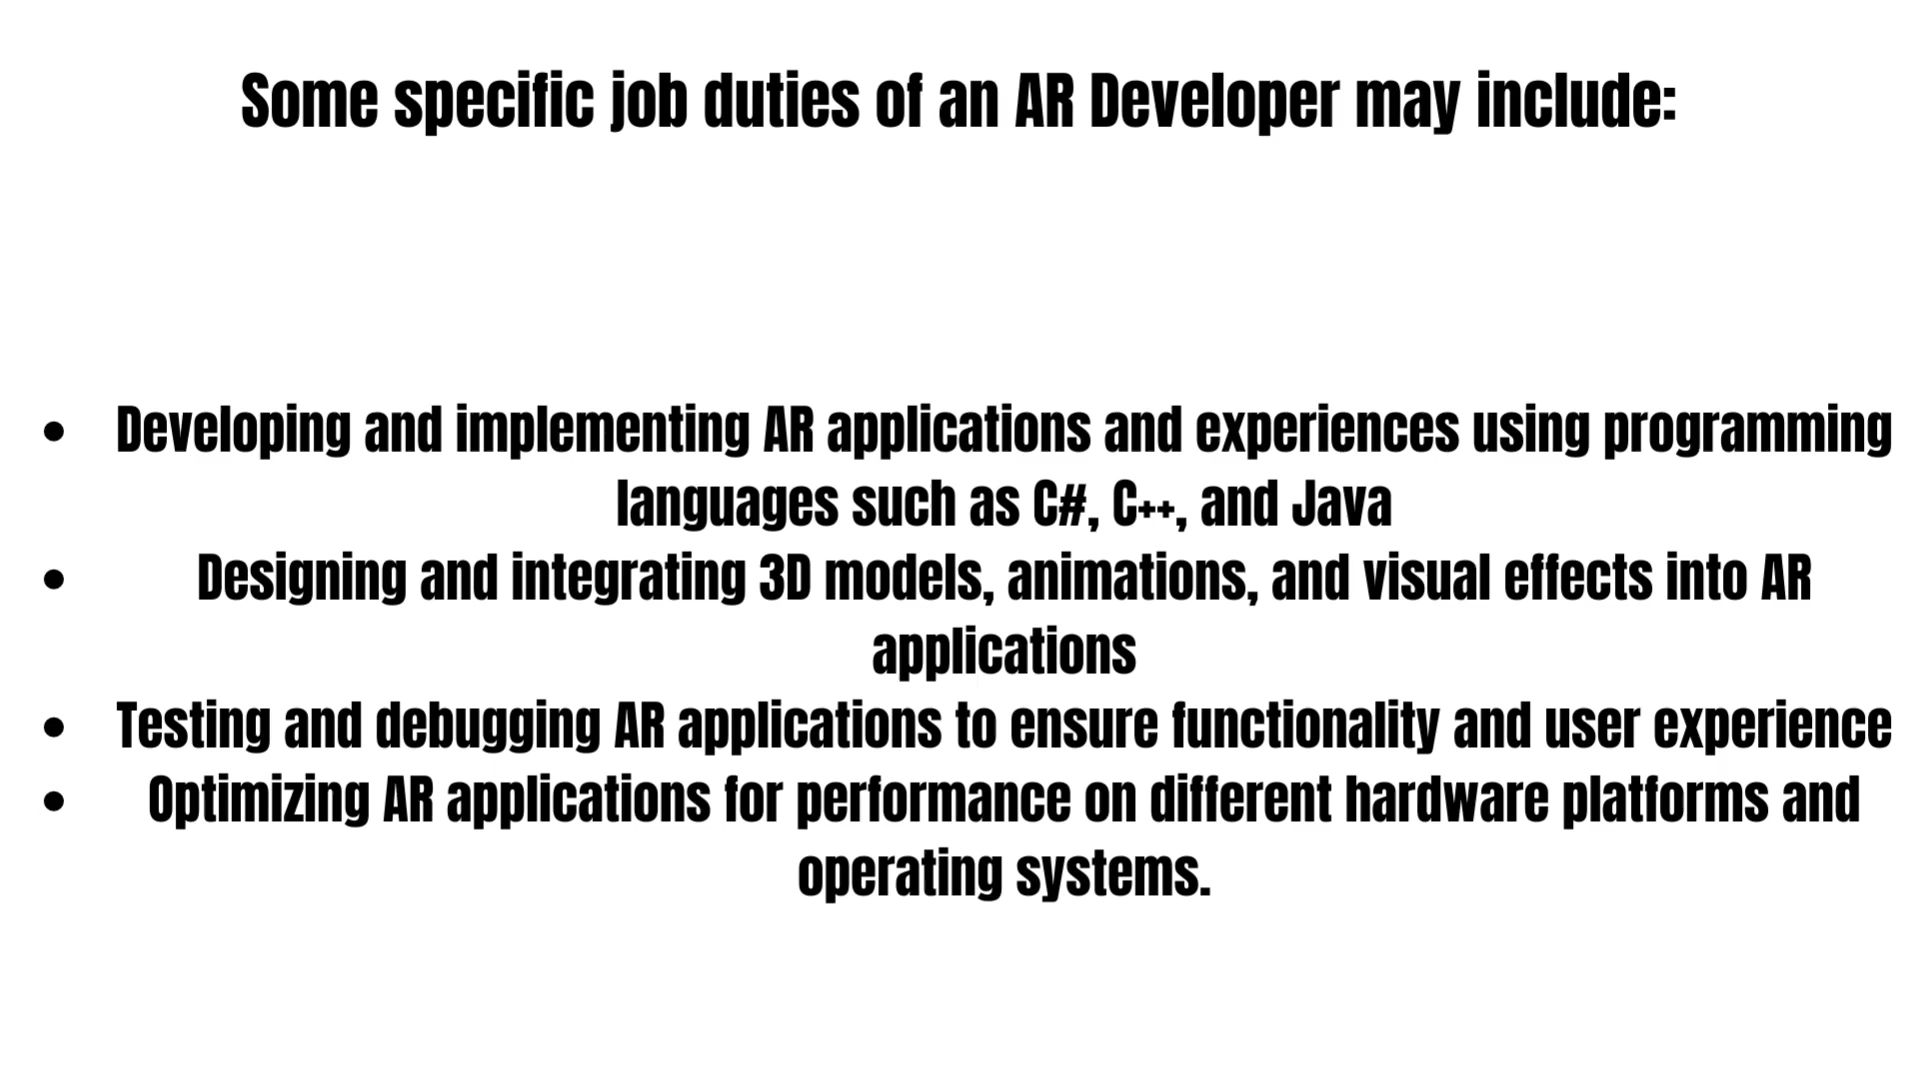 Some specific job duties of an AR Developer may include:
• Developing and implementing AR applications and experiences using programming
languages such as C#, C++, and Java
• Designing and integrating 3D models, animations, and visual effects into AR
applications
• Testing and debugging AR applications to ensure functionality and user experience
• Optimizing AR applications for performance on different hardware platforms and
operating systems.